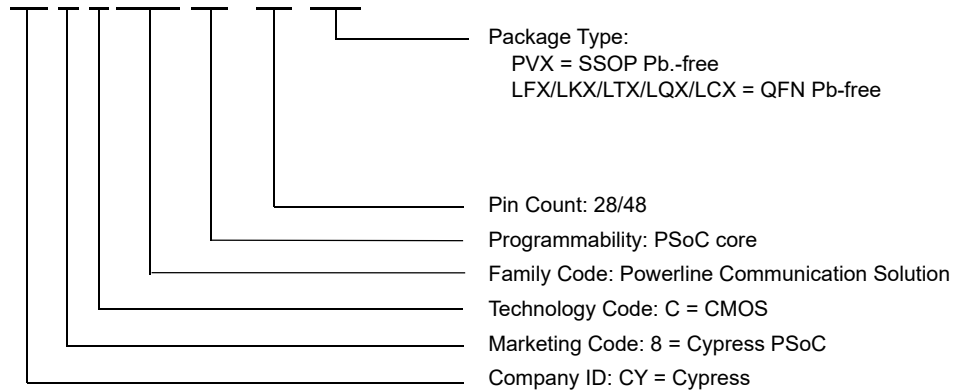 Package Type:
PVX = SSOP Pb.-free
LFX/LKX/LTX/LQX/LCX = QFN Pb-free
Pin Count: 28/48
Programmability: PSoC core
Family Code: Powerline Communication Solution
Technology Code: C = CMOS
Marketing Code: 8 = Cypress PSoC
Company ID: CY = Cypress